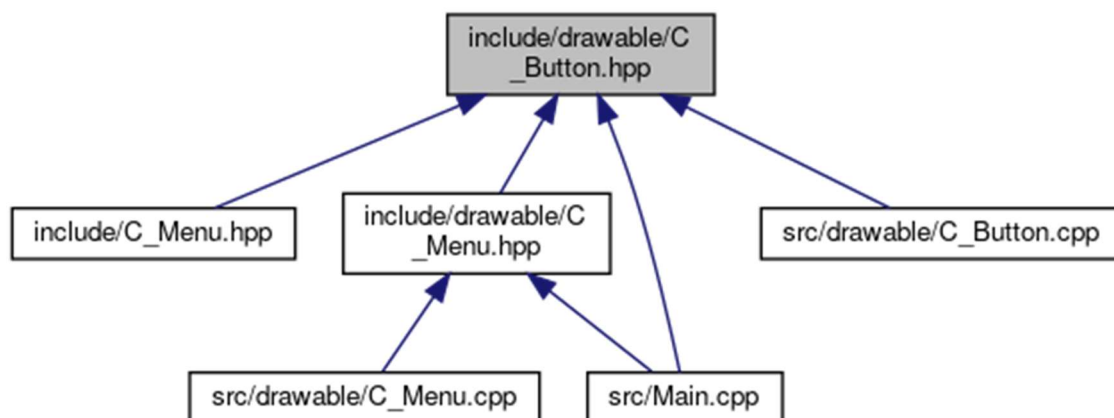 include/drawable/C
_Button.hpp
include/C_Menu.hpp
include/drawable/C
_Menu.hpp
src/drawable/C_Button.cpp
src/drawable/C_Menu.cpp
src/Main.cpp